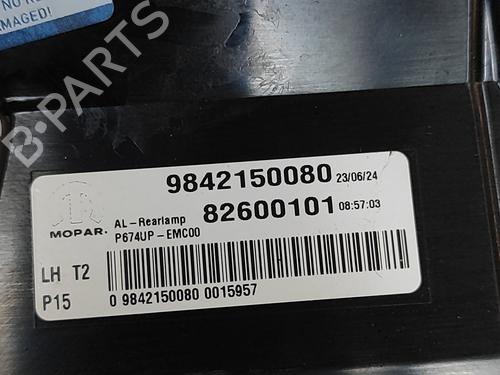 NO RE
AMAGED!
B-PARTS
9842150080 23/06/24
AL-Rearlamp 82600101 08:57:03
MOPAR. P674UP-EMC00
LH T2
P15 0 9842150080 0015957